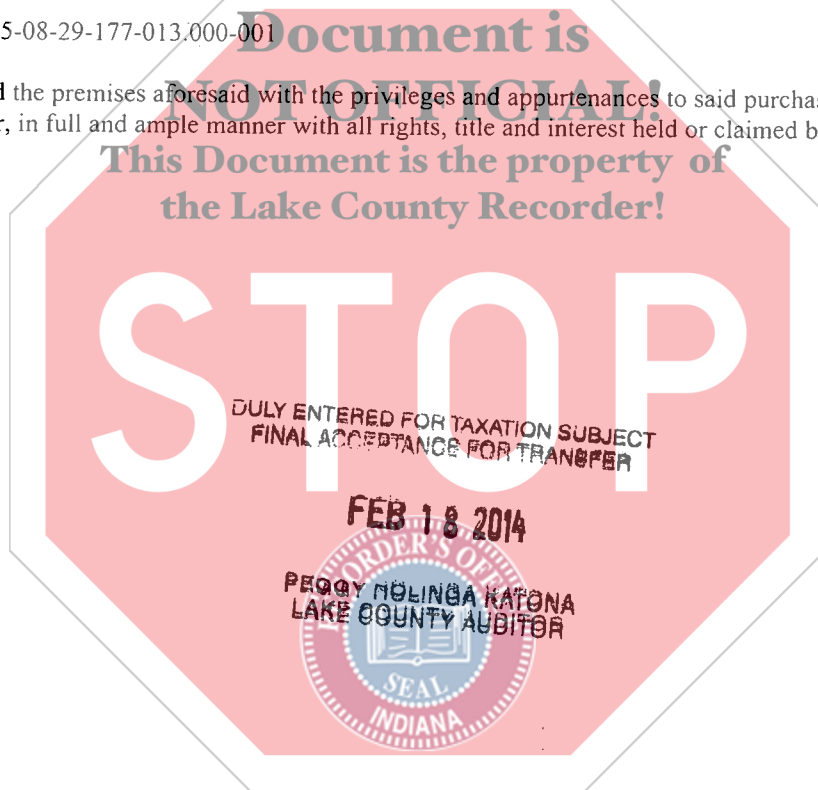 Document is
5-08-29-177-013.000-001
NOT OFFICIAL!
d the premises aforesaid with the privileges and appurtenances to said purcha
r, in full and ample manner with all rights, title and interest held or claimed b
This Document is the property of
the Lake County Recorder!
STOP
DULY ENTERED FOR TAXATION SUBJECT
FINAL ACCEPTANCE FOR TRANSFER
FEB 18 2014
RECORDER'S OFFICE
PEGGY HOLINGA KATONA
LAKE COUNTY AUDITOR
SEAL
INDIANA